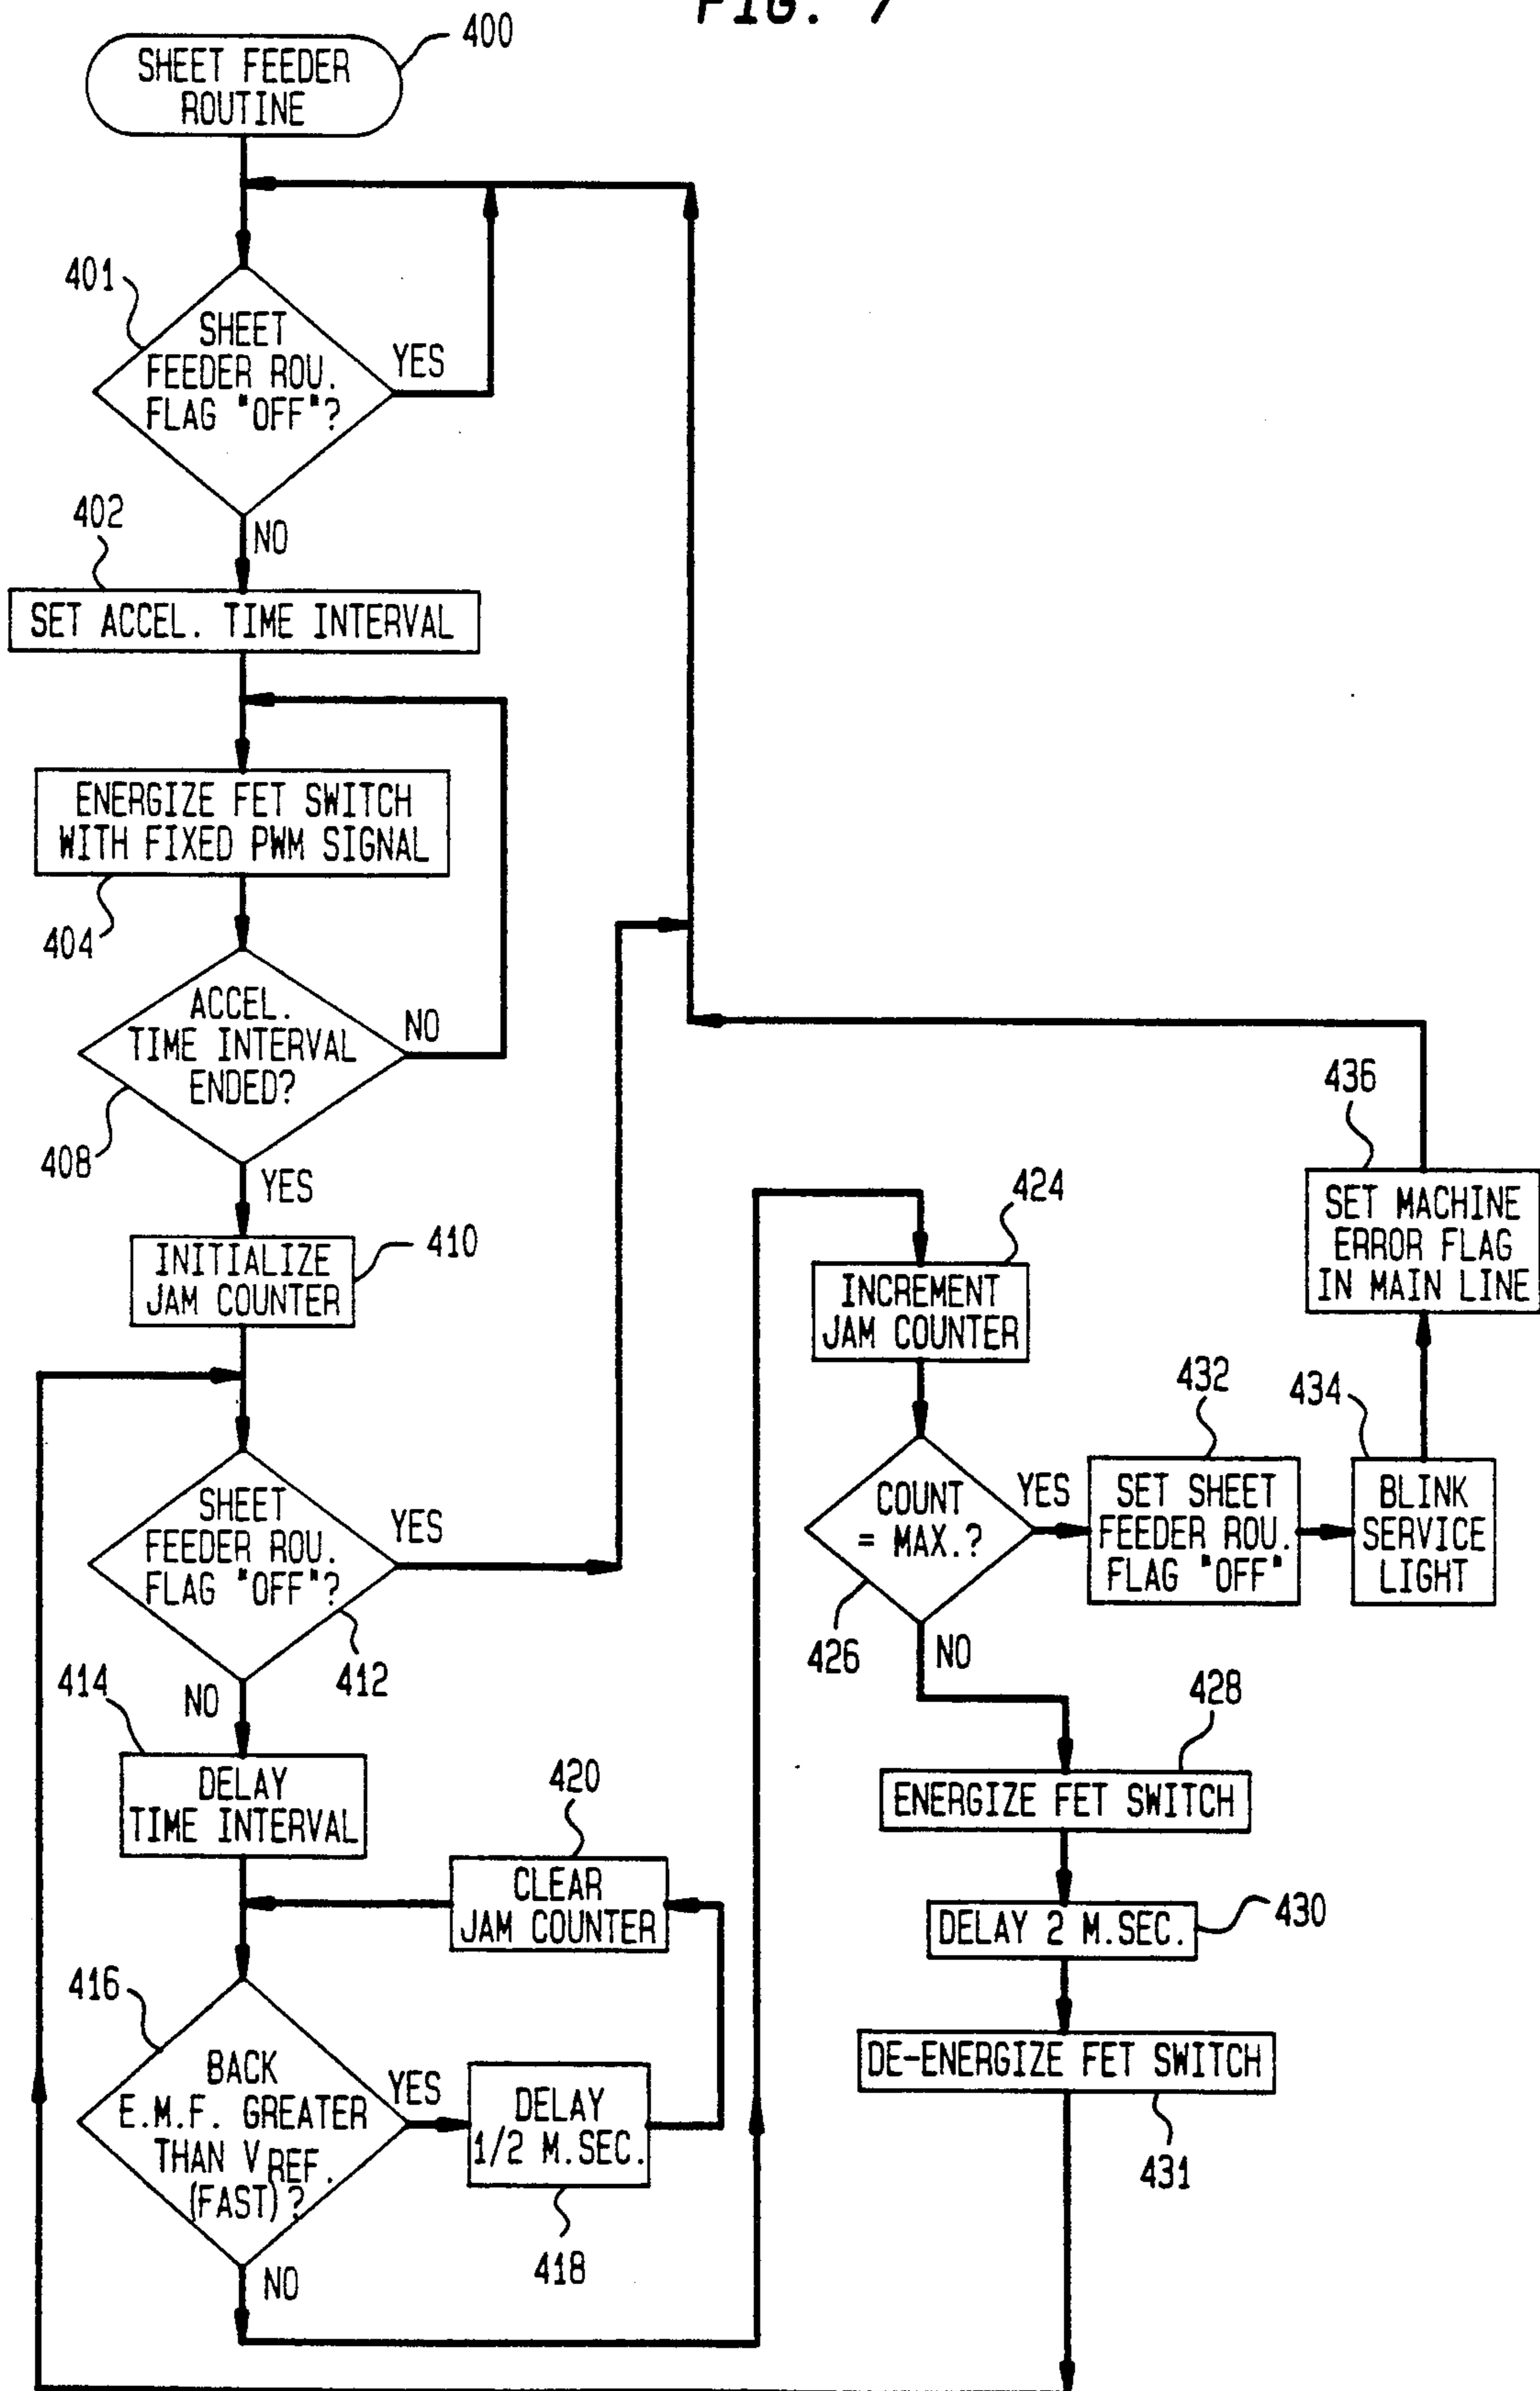 FIG. 7
400
SHEET FEEDER
ROUTINE
401
SHEET
FEEDER ROU.
FLAG "OFF"?
YES
NO
402
SET ACCEL. TIME INTERVAL
ENERGIZE FET SWITCH
WITH FIXED PWM SIGNAL
404
ACCEL.
TIME INTERVAL
ENDED?
NO
408
YES
INITIALIZE
JAM COUNTER
410
SHEET
FEEDER ROU.
FLAG "OFF"?
YES
412
NO
414
DELAY
TIME INTERVAL
420
CLEAR
JAM COUNTER
416
BACK
E.M.F. GREATER
THAN VREF.
(FAST)?
YES
DELAY
1/2 M.SEC.
418
NO
424
INCREMENT
JAM COUNTER
COUNT
= MAX.?
426
YES
432
SET SHEET
FEEDER ROU.
FLAG "OFF"
434
BLINK
SERVICE
LIGHT
436
SET MACHINE
ERROR FLAG
IN MAIN LINE
NO
428
ENERGIZE FET SWITCH
DELAY 2 M.SEC.
430
DE-ENERGIZE FET SWITCH
431